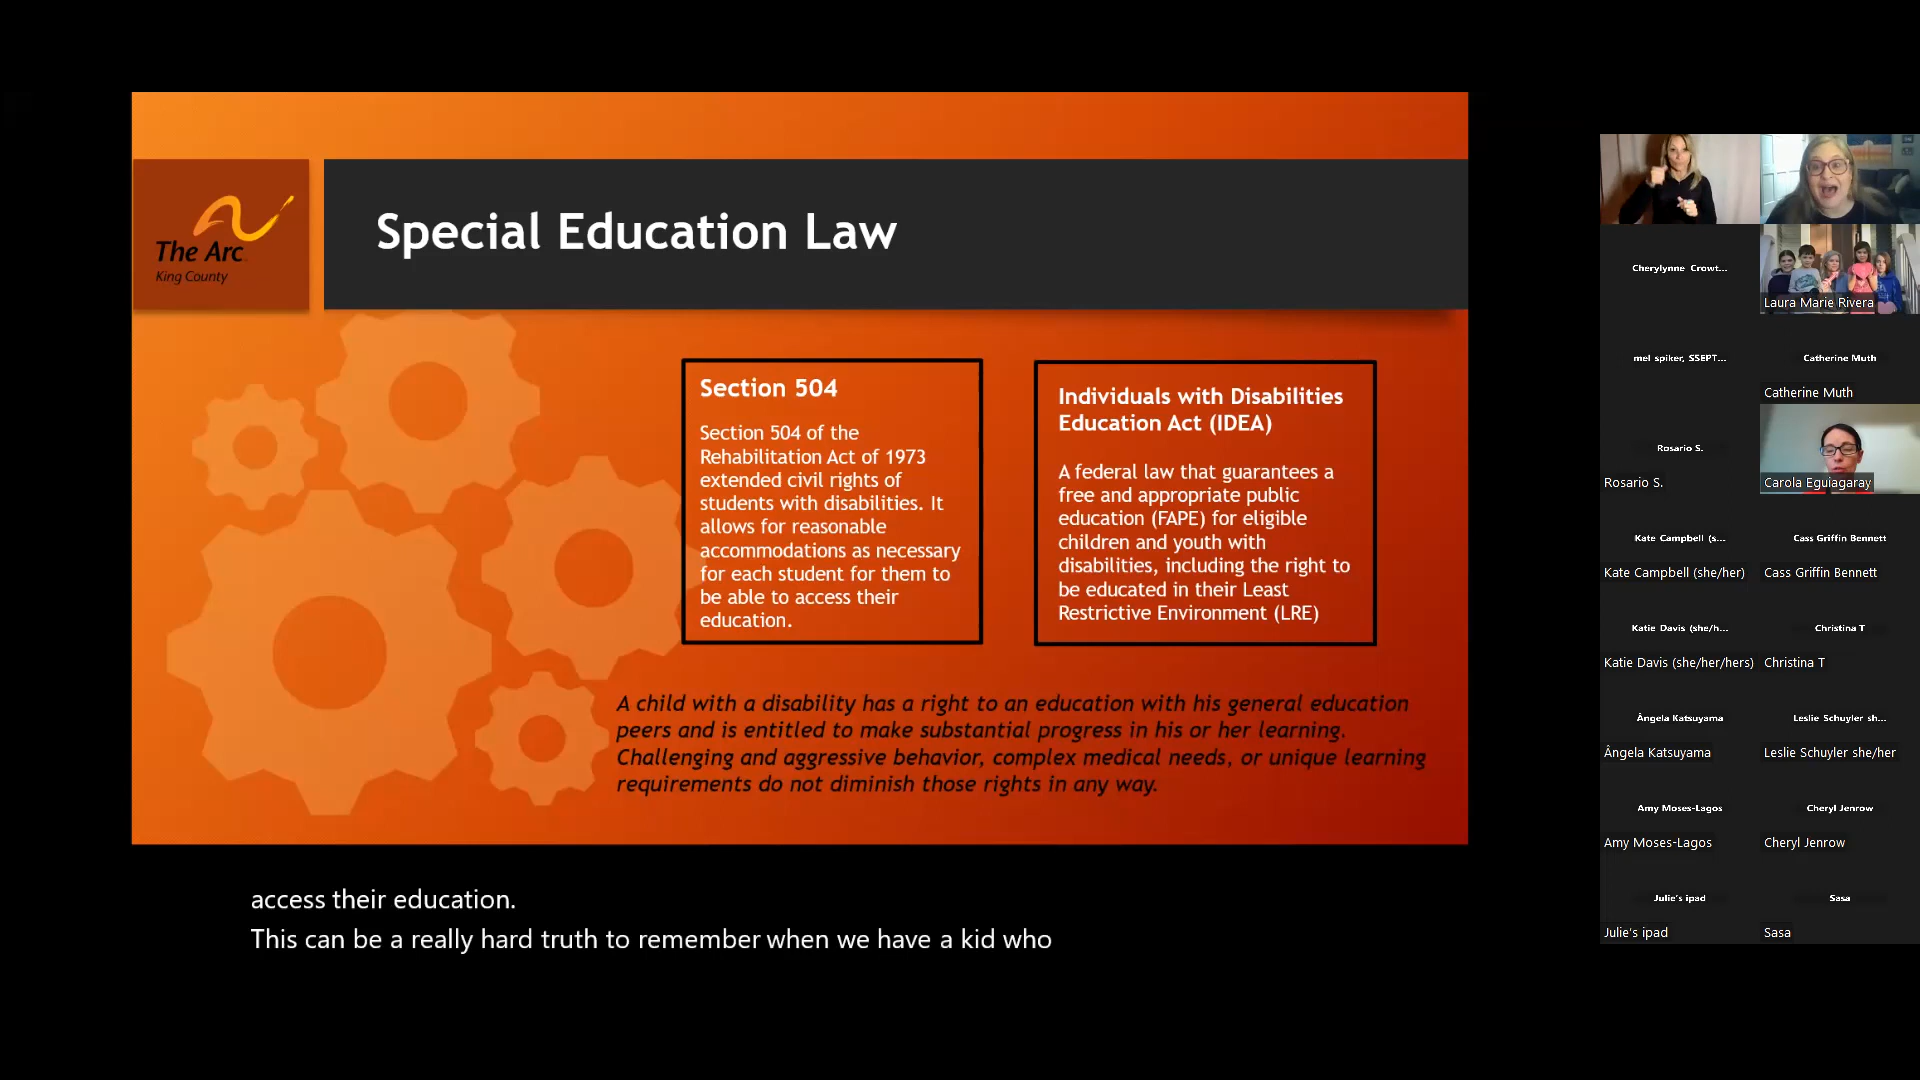 The Arc
King County
Special Education Law
Section 504
Section 504 of the
Rehabilitation Act of 1973
extended civil rights of
students with disabilities. It
allows for reasonable
accommodations as necessary
for each student for them to
be able to access their
education.
Individuals with Disabilities
Education Act (IDEA)
A federal law that guarantees a
free and appropriate public
education (FAPE) for eligible
children and youth with
disabilities, including the right to
be educated in their Least
Restrictive Environment (LRE)
A child with a disability has a right to an education with his general education
peers and is entitled to make substantial progress in his or her learning.
Challenging and aggressive behavior, complex medical needs, or unique learning
requirements do not diminish those rights in any way.
access their education.
This can be a really hard truth to remember when we have a kid who
Cherylynne Crowt...
Laura Marie Rivera
mel spiker, SSEPT...
Catherine Muth
Catherine Muth
Rosario S.
Rosario S.
Carola Eguiagaray
Kate Campbell (s...
Cass Griffin Bennett
Kate Campbell (she/her)
Cass Griffin Bennett
Katie Davis (she/h...
Christina T
Katie Davis (she/her/hers)
Christina T
Ângela Katsuyama
Leslie Schuyler sh...
Ângela Katsuyama
Leslie Schuyler she/her
Amy Moses-Lagos
Cheryl Jenrow
Amy Moses-Lagos
Cheryl Jenrow
Julie's ipad
Sasa
Julie's ipad
Sasa